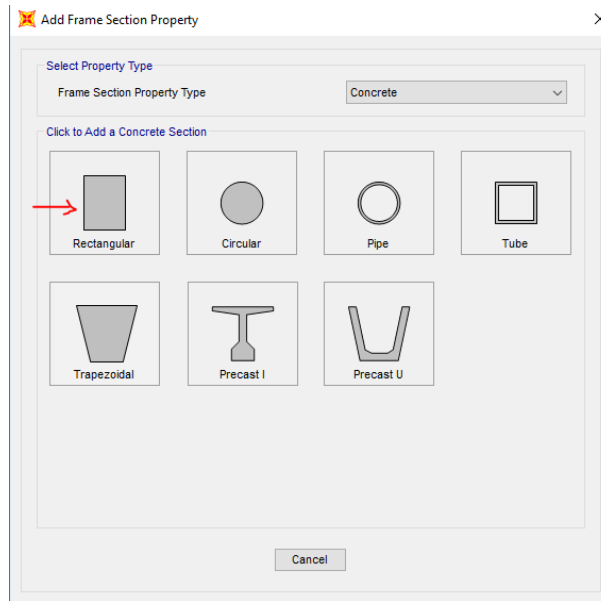 Add Frame Section Property
Select Property Type
Frame Section Property Type
Concrete
Click to Add a Concrete Section
Rectangular
Circular
Pipe
Tube
Trapezoidal
Precast I
Precast U
Cancel